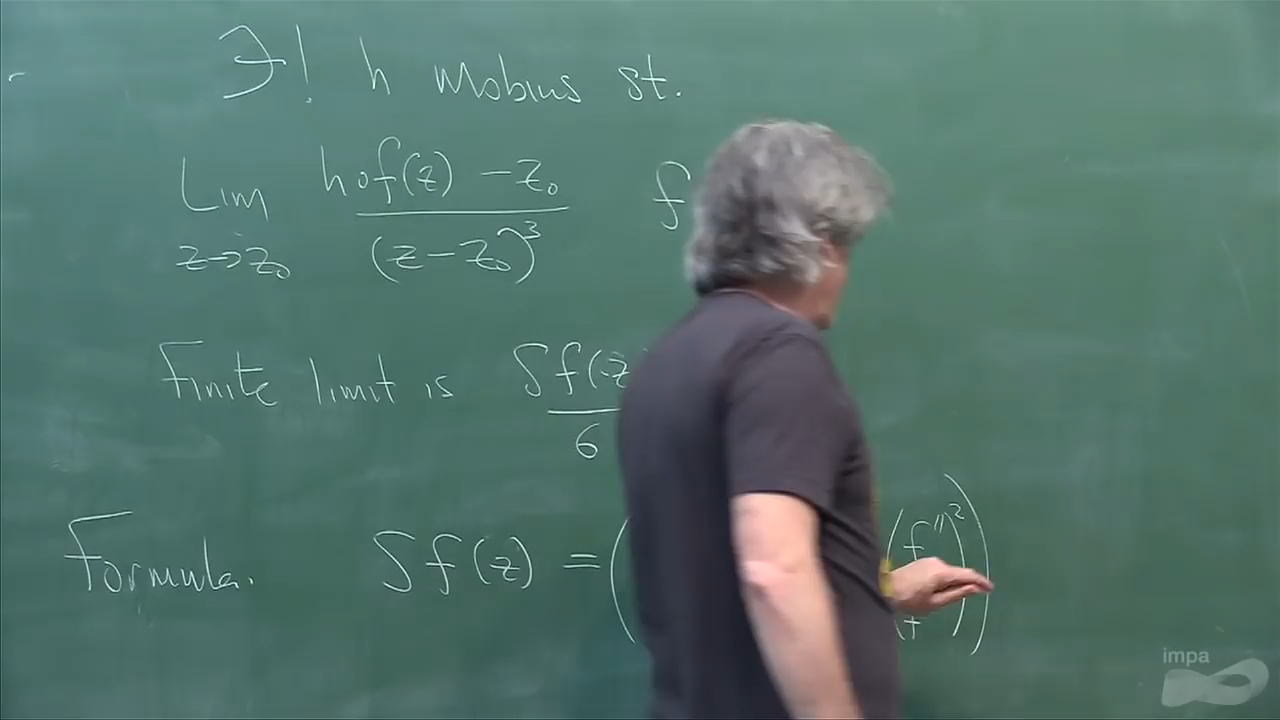 ∃! h Mobius st.
Lim z→z₀ (h∘f(z) − z₀) / (z−z₀)³ f
Finite limit is Sf(z / 6
Formula. Sf(z) = ( (f'')²)
impa